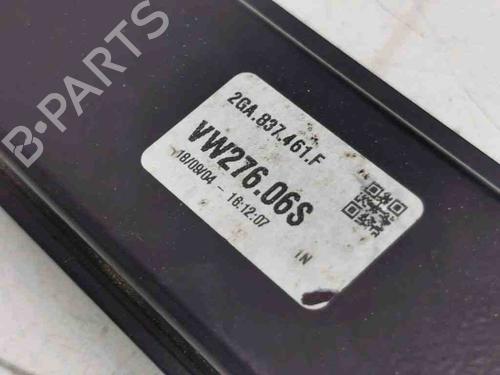 B-PARTS
2GA.837.461.F
VW276.06S
18/09/04 - 16:12:07
IN